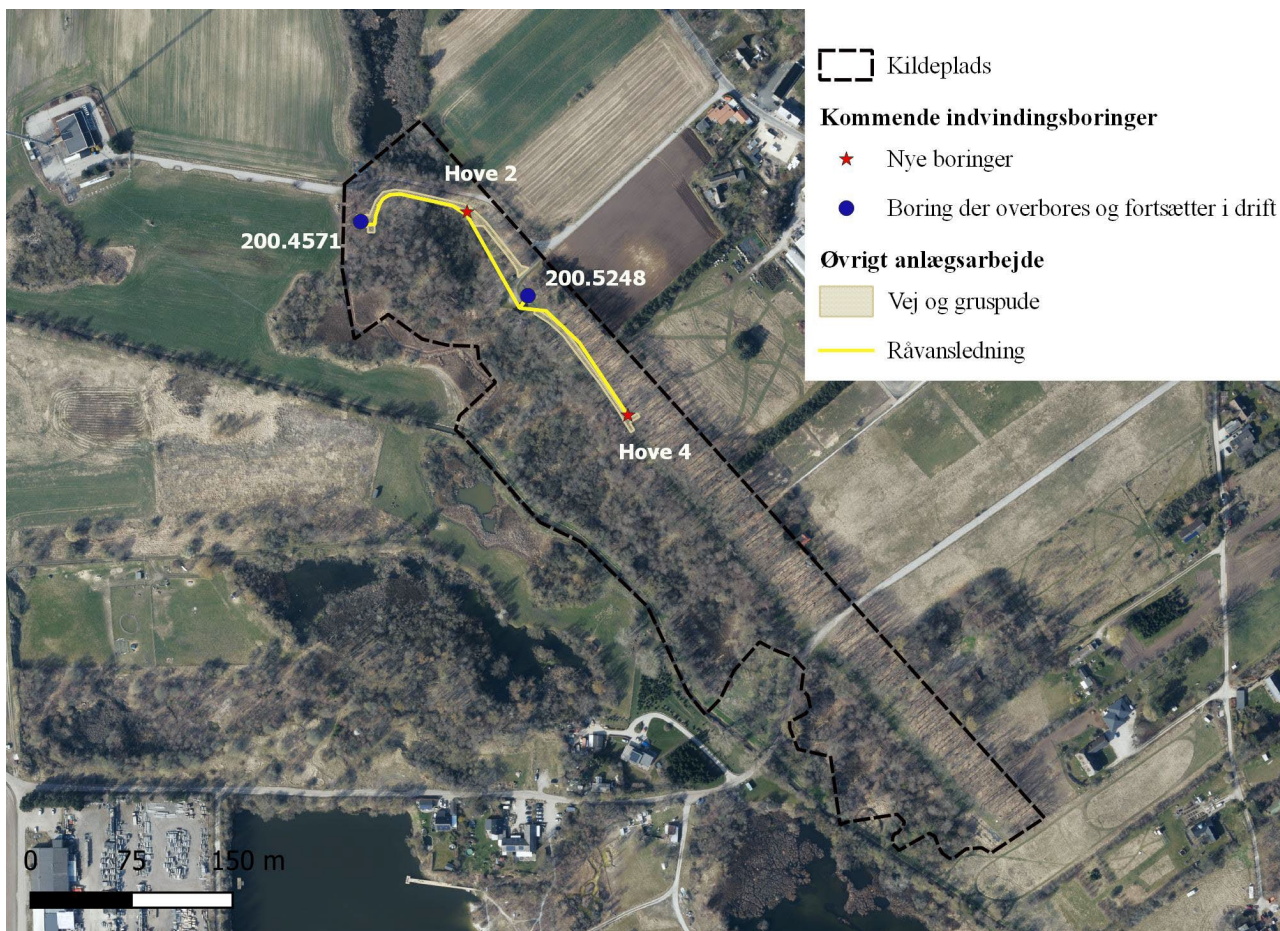 Kildeplads
Kommende indvindingsboringer
Nye boringer
Boring der overbores og fortsætter i drift
Øvrigt anlægsarbejde
Vej og gruspude
Råvansledning
Hove 2
200.4571
200.5248
Hove 4
0 75 150 m